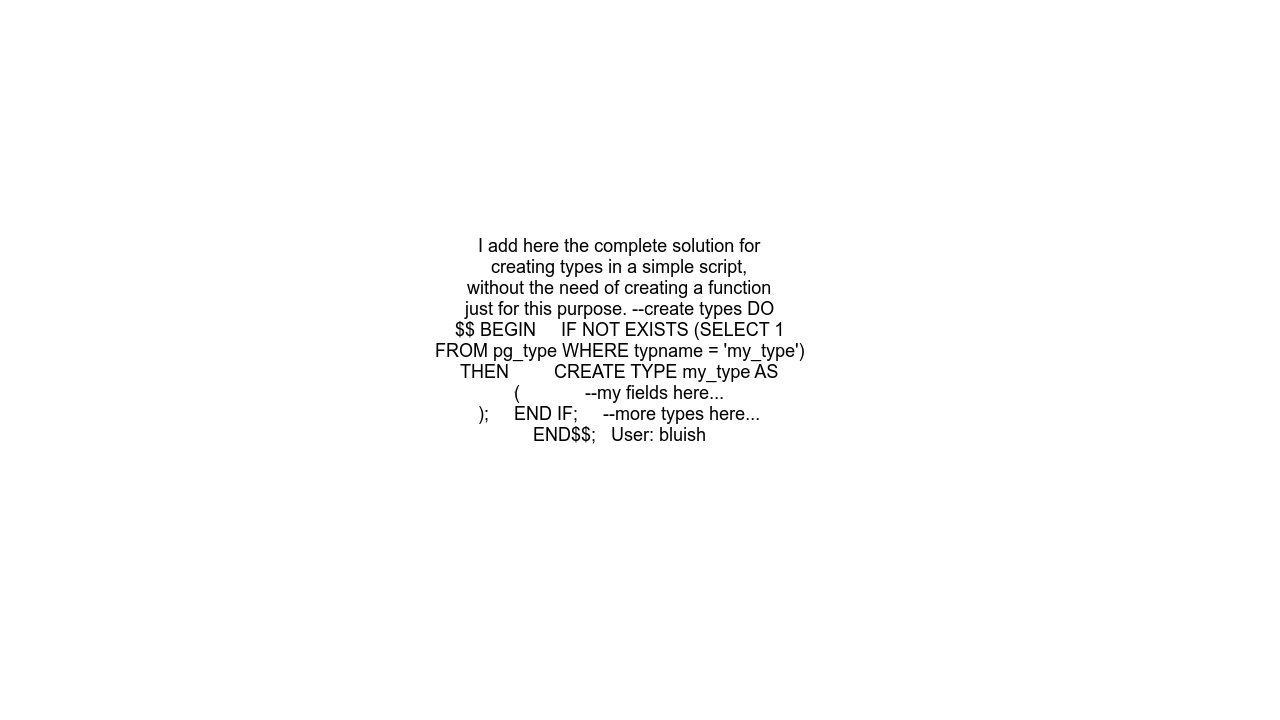 I add here the complete solution for
creating types in a simple script,
without the need of creating a function
just for this purpose. --create types DO
$$ BEGIN     IF NOT EXISTS (SELECT 1
FROM pg_type WHERE typname = 'my_type')
THEN         CREATE TYPE my_type AS
(             --my fields here...
);     END IF;     --more types here...
END$$;   User: bluish